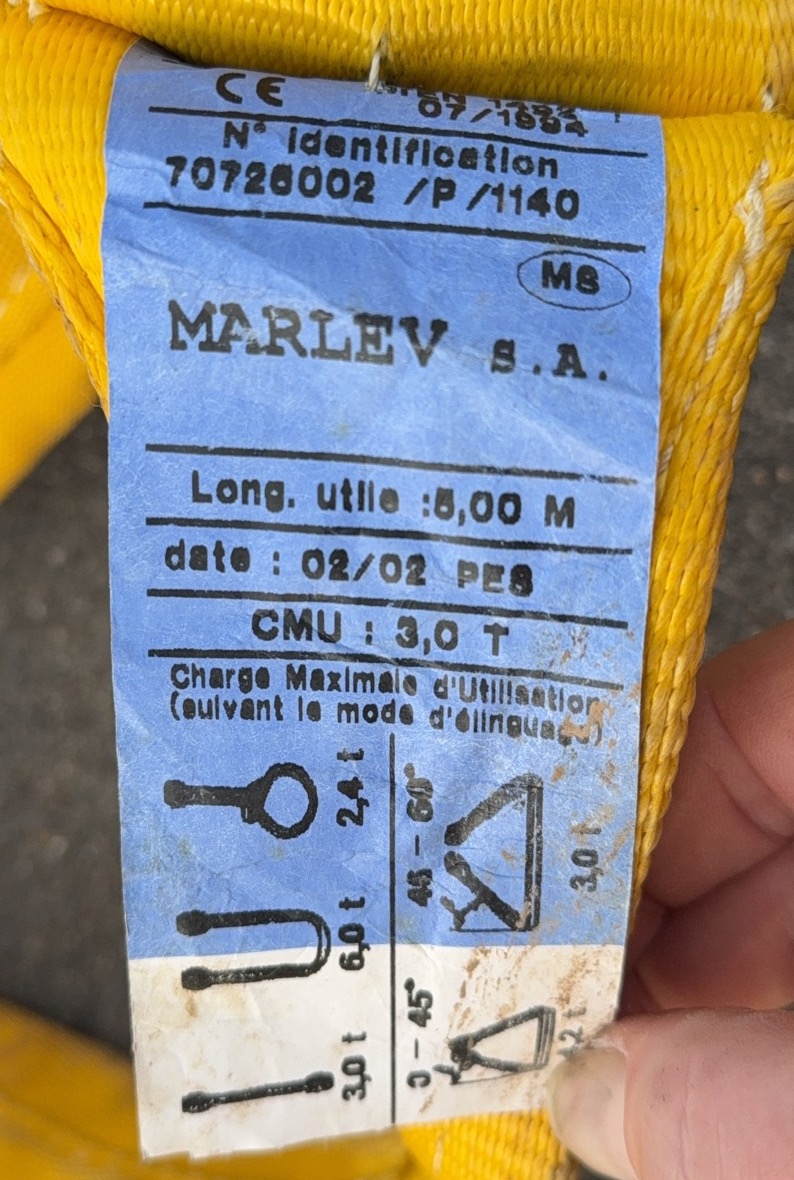 CE
07/1994
N° identification
70726002 /P/1140
MS
MARLEV S.A.
Long. utile :5,00 M
date : 02/02 PES
CMU : 3,0 T
Charge Maximale d'Utilisation
(suivant le mode d'élinguage)
2,4 t
45 - 60°
3,0 t
6,0 t
3,0 t
0 - 45°
4,2 t